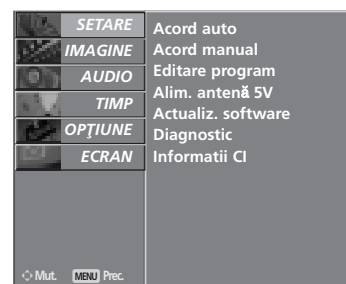 SETARE
IMAGINE
AUDIO
TIMP
OPŢIUNE
ECRAN
Acord auto
Acord manual
Editare program
Alim. antenă 5V
Actualiz. software
Diagnostic
Informatii CI
Mut. MENU Prec.